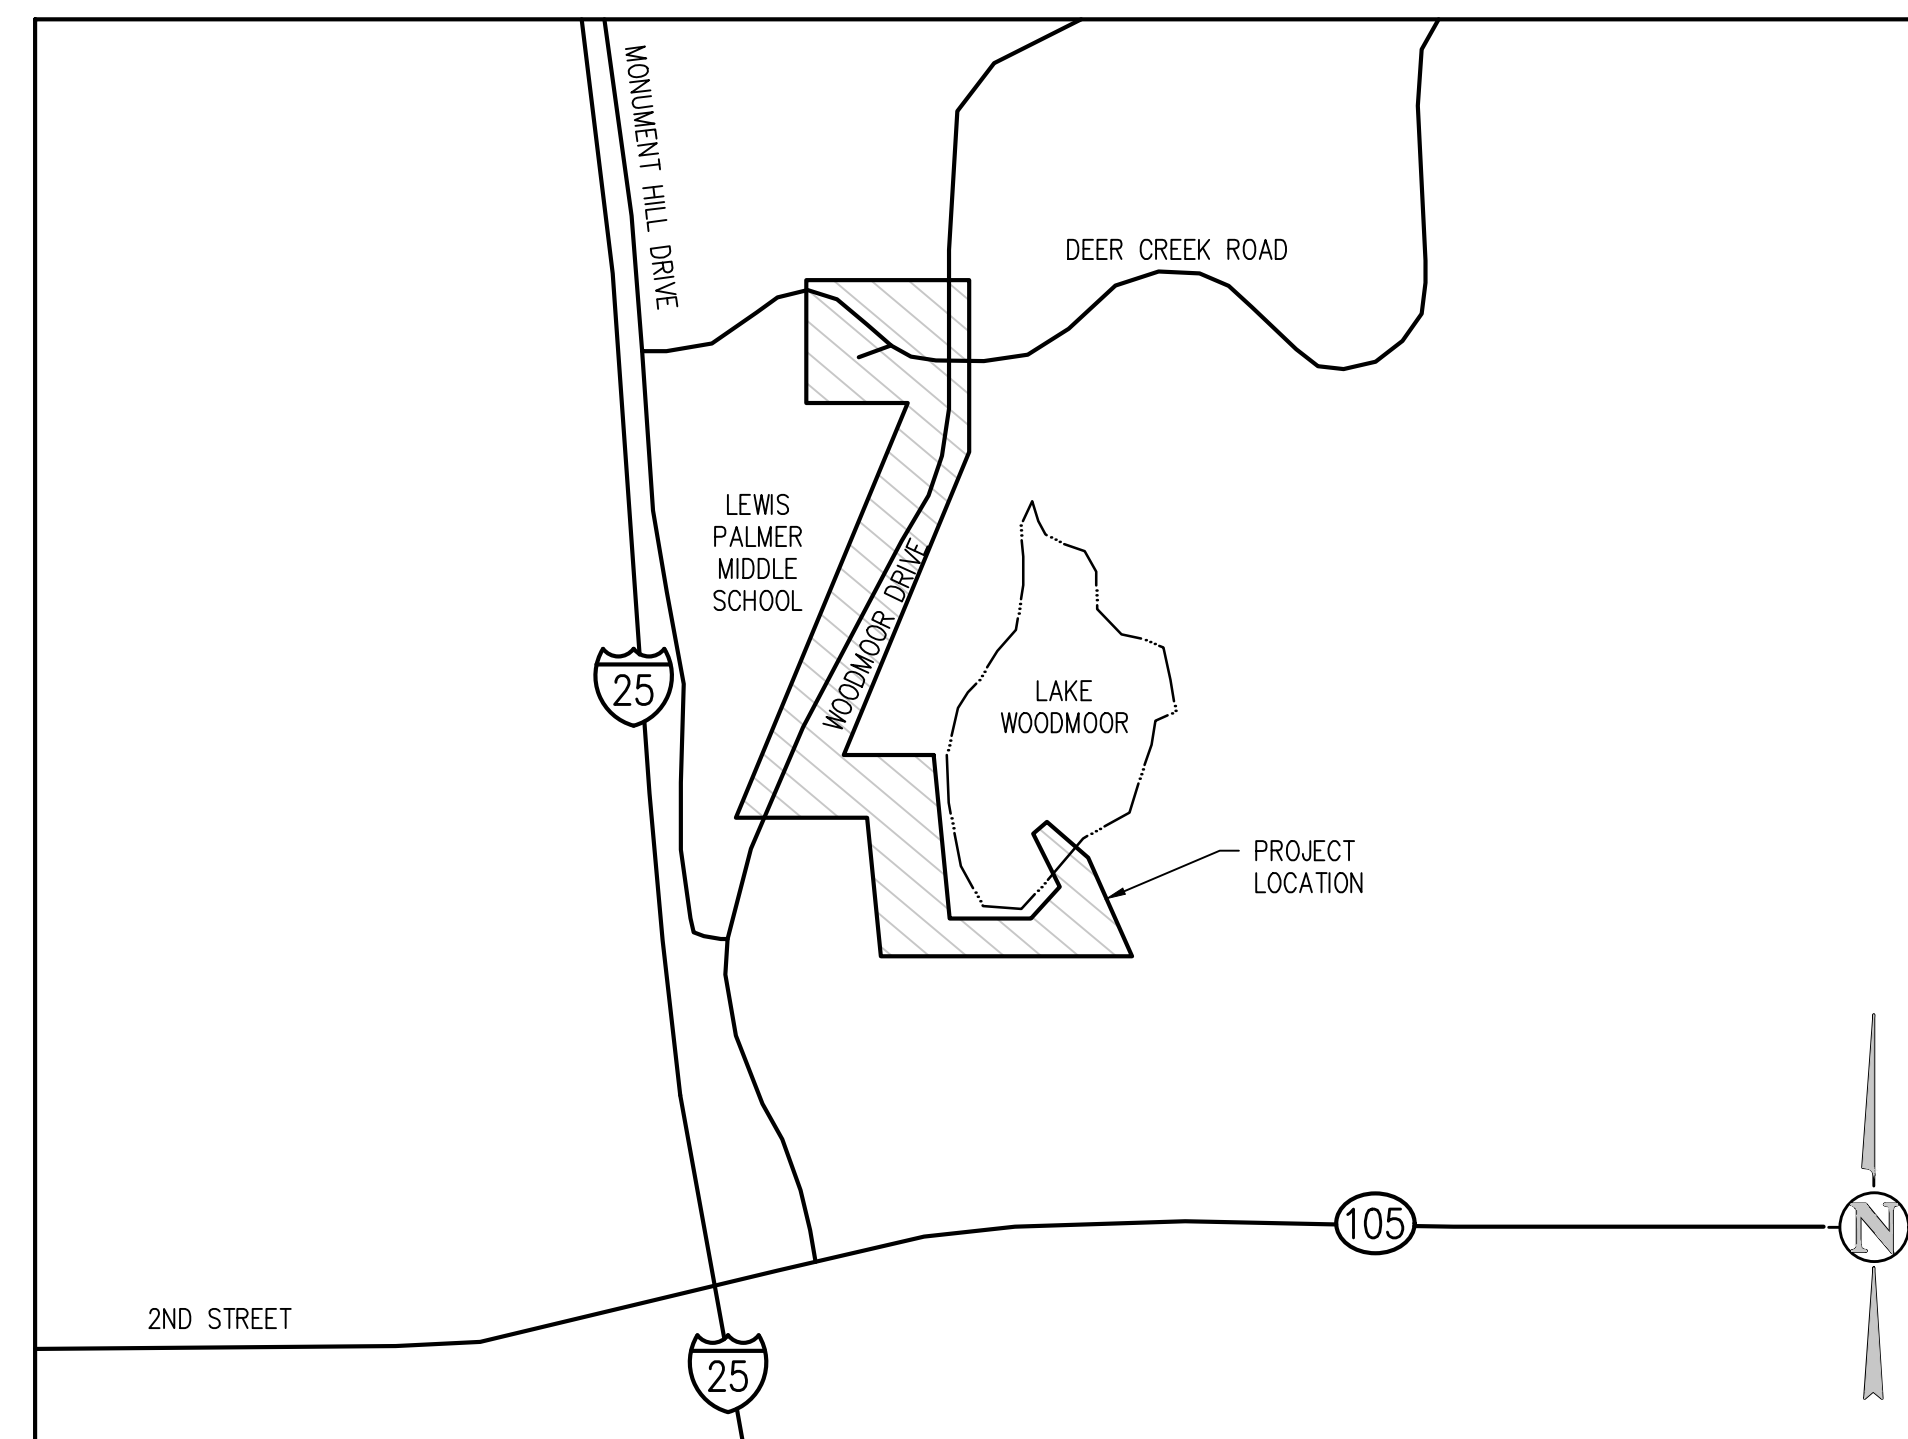 MONUMENT HILL DRIVE
DEER CREEK ROAD
LEWIS
PALMER
MIDDLE
SCHOOL
WOODMOOR DRIVE
25
LAKE
WOODMOOR
PROJECT
LOCATION
105
N
2ND STREET
25